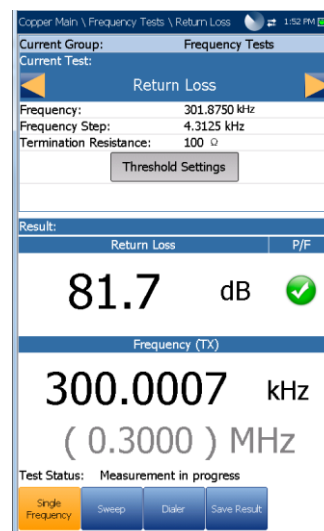 Copper Main \ Frequency Tests \ Return Loss 1:52 PM
Current Group: Frequency Tests
Current Test:
Return Loss
Frequency: 301.8750 kHz
Frequency Step: 4.3125 kHz
Termination Resistance: 100 Ω
Threshold Settings
Result:
Return Loss P/F
81.7 dB
Frequency (TX)
300.0007 kHz
( 0.3000 ) MHz
Test Status: Measurement in progress
Single Frequency Sweep Dialer Save Result